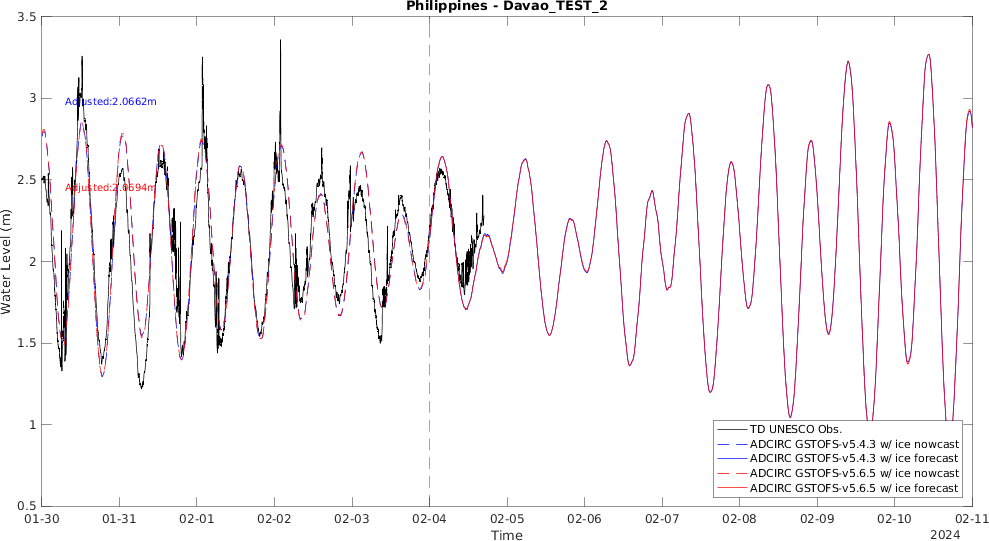 Philippines - Davao_TEST_2
3.5
3
2.5
2
1.5
1
0.5
Water Level (m)
Adjusted:2.0662m
Adjusted:2.0594m
TD UNESCO Obs.
ADCIRC GSTOFS-v5.4.3 w/ ice nowcast
ADCIRC GSTOFS-v5.4.3 w/ ice forecast
ADCIRC GSTOFS-v5.6.5 w/ ice nowcast
ADCIRC GSTOFS-v5.6.5 w/ ice forecast
01-30 01-31 02-01 02-02 02-03 02-04 02-05 02-06 02-07 02-08 02-09 02-10 02-11
Time
2024